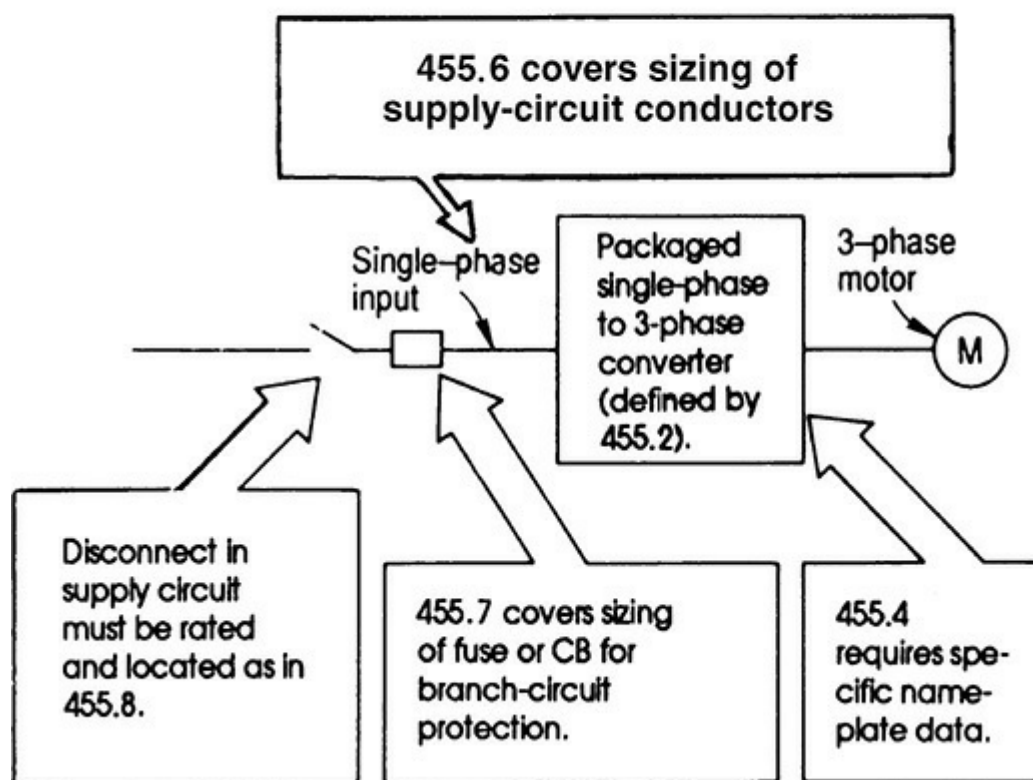 455.6 covers sizing of
supply-circuit conductors
Single-phase
input
Packaged
single-phase
to 3-phase
converter
(defined by
455.2).
3-phase
motor
M
Disconnect in
supply circuit
must be rated
and located as in
455.8.
455.7 covers sizing
of fuse or CB for
branch-circuit
protection.
455.4
requires spe-
cific name-
plate data.